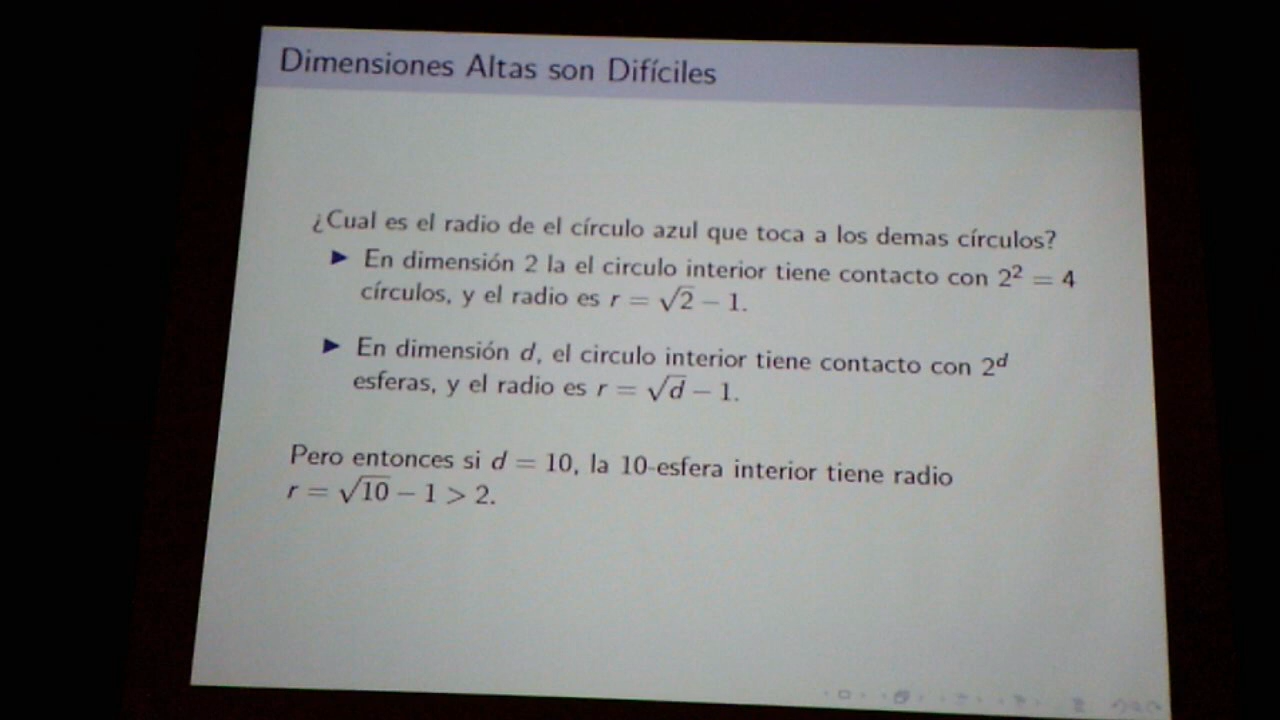 Dimensiones Altas son Difíciles
¿Cual es el radio de el círculo azul que toca a los demas círculos?
▶ En dimensión 2 la el circulo interior tiene contacto con 2² = 4
círculos, y el radio es r = √2 − 1.
▶ En dimensión d, el circulo interior tiene contacto con 2ᵈ
esferas, y el radio es r = √d − 1.
Pero entonces si d = 10, la 10-esfera interior tiene radio
r = √10 − 1 > 2.